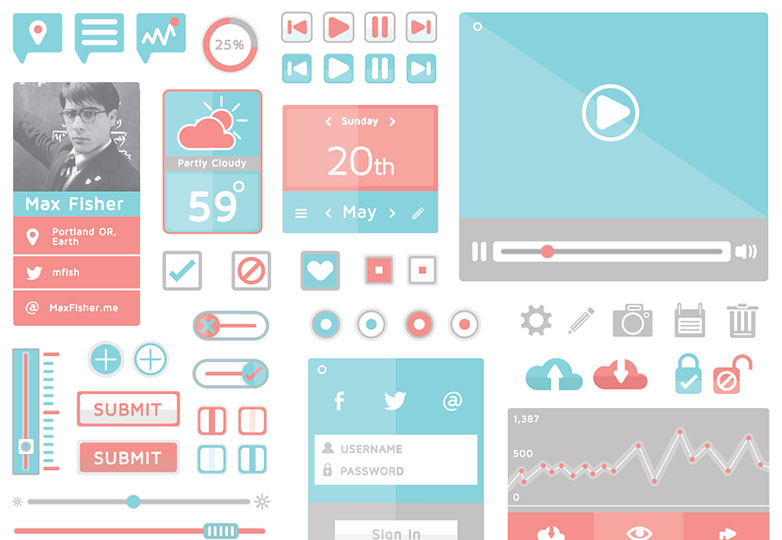 25%
Sunday
20th
May
Partly Cloudy
59°
Max Fisher
Portland OR,
Earth
mfish
@ MaxFisher.me
SUBMIT
SUBMIT
f @
USERNAME
PASSWORD
Sign In
1,387
500
0